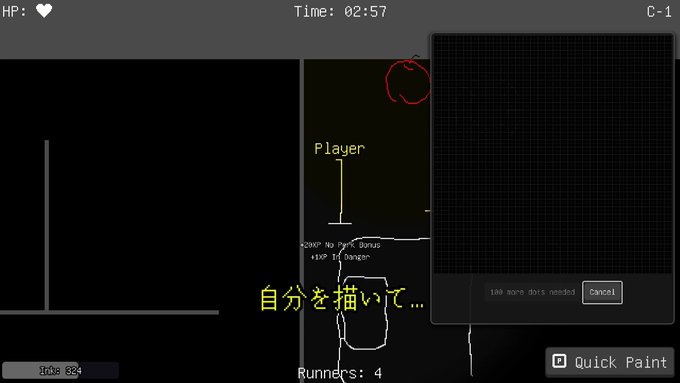 HP:
Time: 02:57
C-1
Player
+20XP No Perk Bonus
+1XP In Danger
自分を描いて…
100 more dots needed
Cancel
Ink: 324
Runners: 4
P Quick Paint